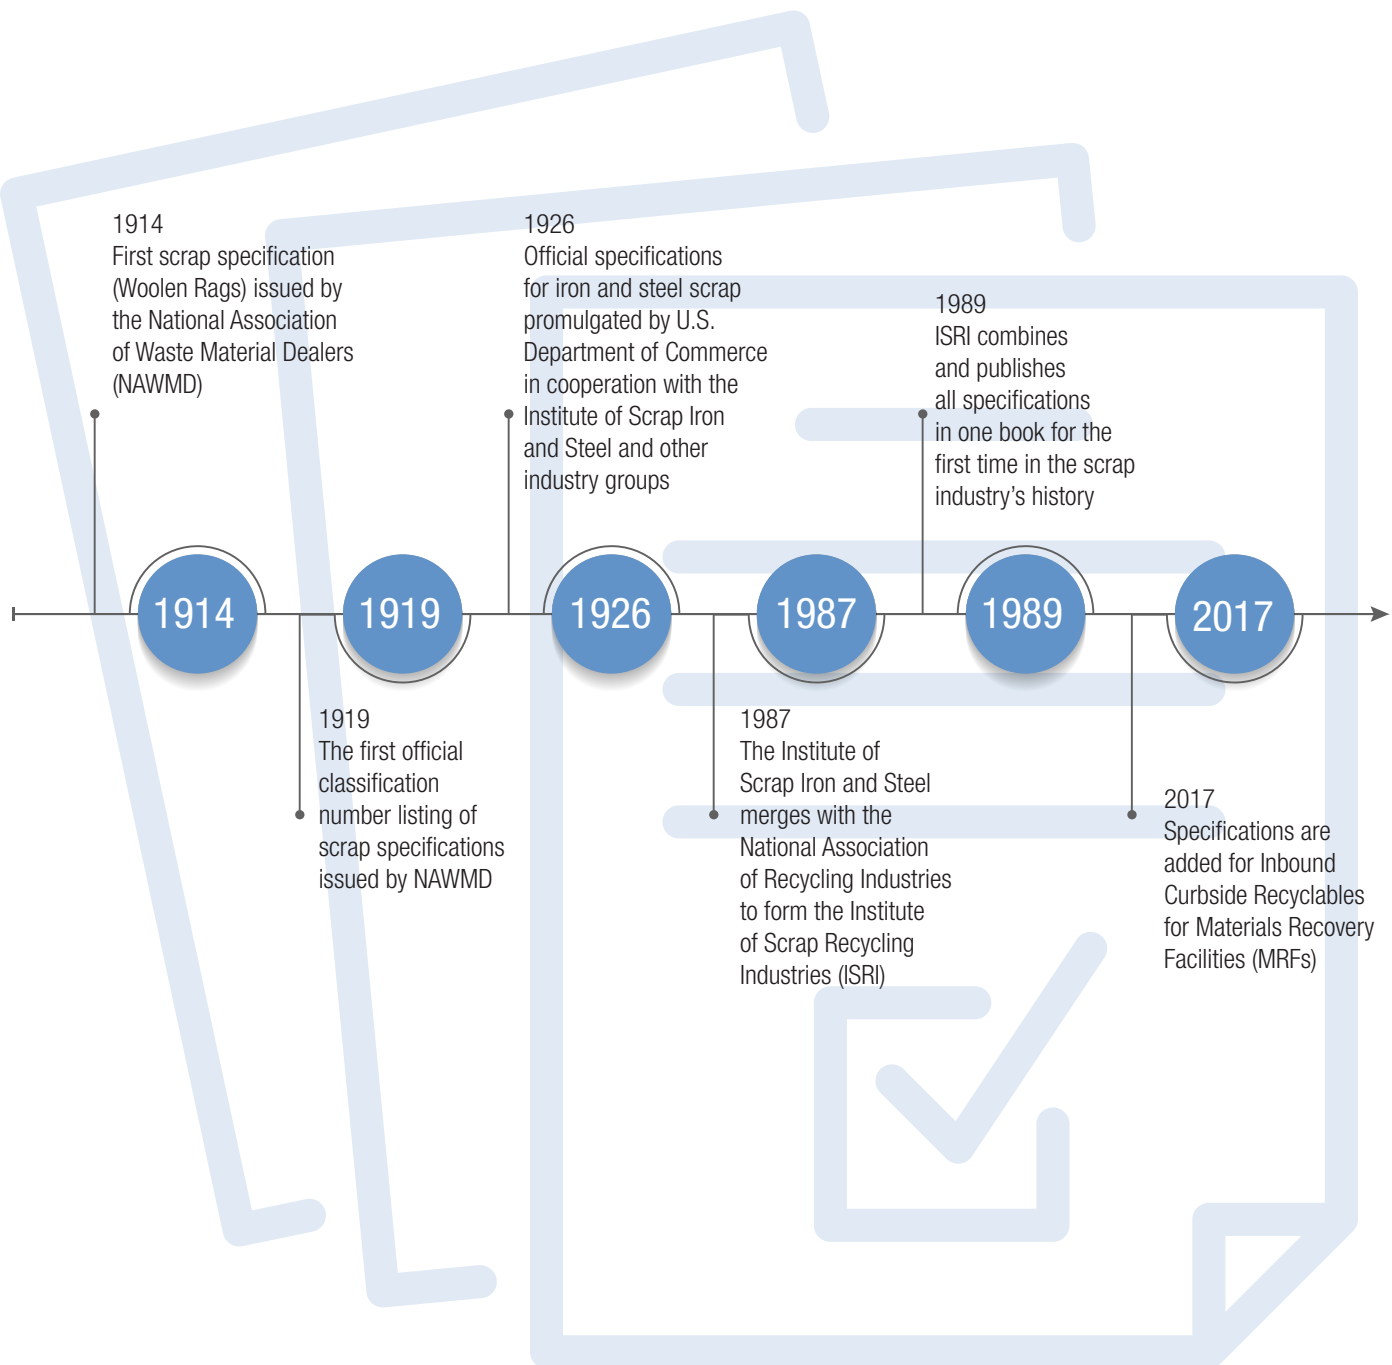 1914
First scrap specification
(Woolen Rags) issued by
the National Association
of Waste Material Dealers
(NAWMD)
1926
Official specifications
for iron and steel scrap
promulgated by U.S.
Department of Commerce
in cooperation with the
Institute of Scrap Iron
and Steel and other
industry groups
1989
ISRI combines
and publishes
all specifications
in one book for the
first time in the scrap
industry’s history
1914
1919
1926
1987
1989
2017
1919
The first official
classification
number listing of
scrap specifications
issued by NAWMD
1987
The Institute of
Scrap Iron and Steel
merges with the
National Association
of Recycling Industries
to form the Institute
of Scrap Recycling
Industries (ISRI)
2017
Specifications are
added for Inbound
Curbside Recyclables
for Materials Recovery
Facilities (MRFs)